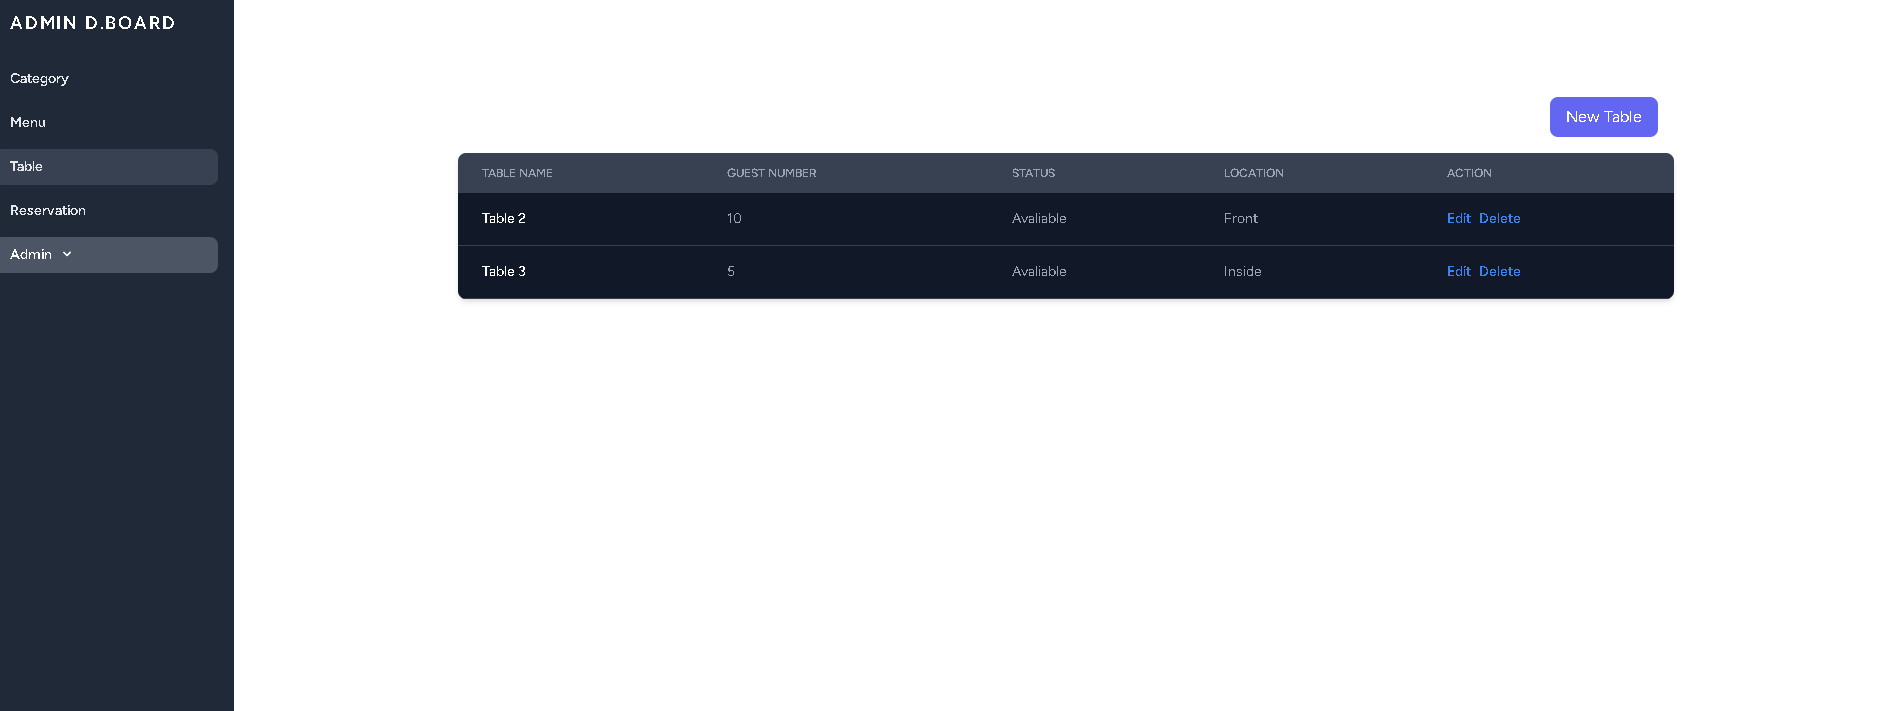 ADMIN D.BOARD
Category
Menu
Table
Reservation
Admin
New Table
TABLE NAME GUEST NUMBER STATUS LOCATION ACTION
Table 2 10 Avaliable Front Edit Delete
Table 3 5 Avaliable Inside Edit Delete